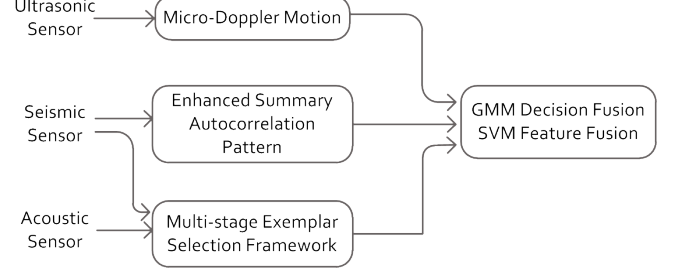 Ultrasonic
Sensor
Micro-Doppler Motion
Seismic
Sensor
Enhanced Summary
Autocorrelation
Pattern
GMM Decision Fusion
SVM Feature Fusion
Acoustic
Sensor
Multi-stage Exemplar
Selection Framework